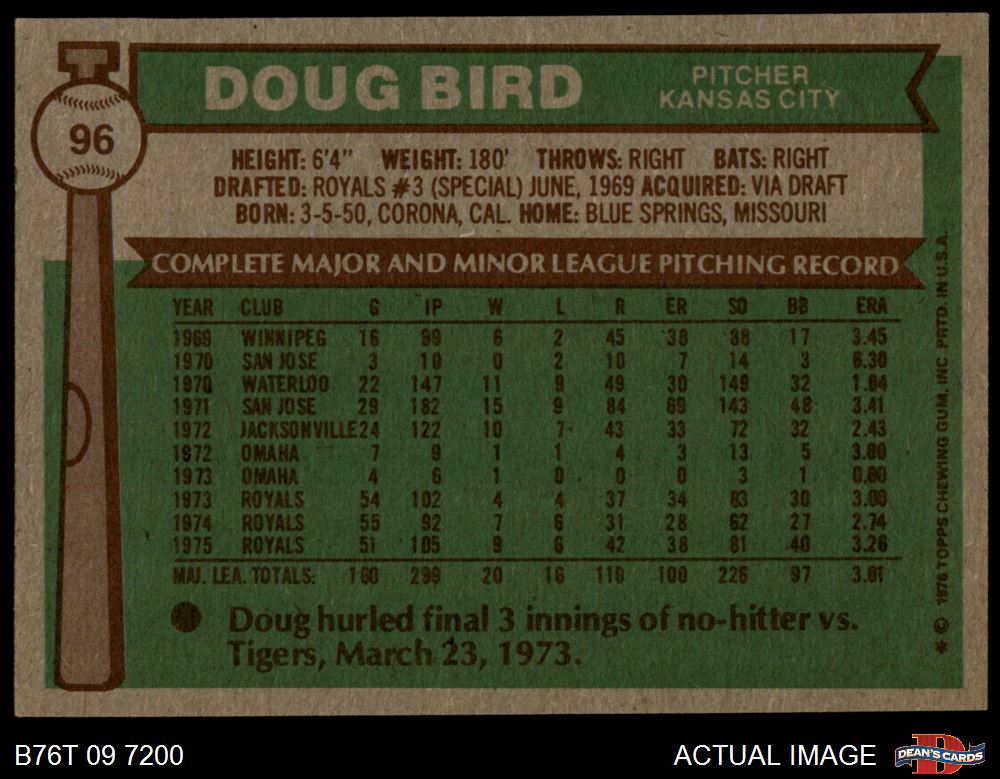 DOUG BIRD
PITCHER
KANSAS CITY
96
HEIGHT: 6'4" WEIGHT: 180' THROWS: RIGHT BATS: RIGHT
DRAFTED: ROYALS #3 (SPECIAL) JUNE, 1969 ACQUIRED: VIA DRAFT
BORN: 3-5-50, CORONA, CAL. HOME: BLUE SPRINGS, MISSOURI
COMPLETE MAJOR AND MINOR LEAGUE PITCHING RECORD
YEAR CLUB G IP W L R ER SO BB ERA
1969 WINNIPEG 16 99 6 2 45 38 88 17 3.45
1970 SAN JOSE 3 10 0 2 10 7 14 3 6.30
1970 WATERLOO 22 147 11 9 49 30 149 32 1.84
1971 SAN JOSE 29 182 15 9 84 69 143 48 3.41
1972 JACKSONVILLE 24 122 10 7 43 33 72 32 2.43
1972 OMAHA 7 9 1 1 4 3 13 5 3.00
1973 OMAHA 4 6 1 0 0 0 3 1 0.00
1973 ROYALS 54 102 4 4 37 34 83 30 3.00
1974 ROYALS 55 92 7 6 31 28 62 27 2.74
1975 ROYALS 51 105 9 6 42 38 81 40 3.26
MAJ. LEA. TOTALS: 160 299 20 16 110 100 226 97 3.01
Doug hurled final 3 innings of no-hitter vs.
Tigers, March 23, 1973.
* © 1976 TOPPS CHEWING GUM, INC. PRTD. IN U.S.A.
B76T 09 7200
ACTUAL IMAGE
DEAN'S CARDS